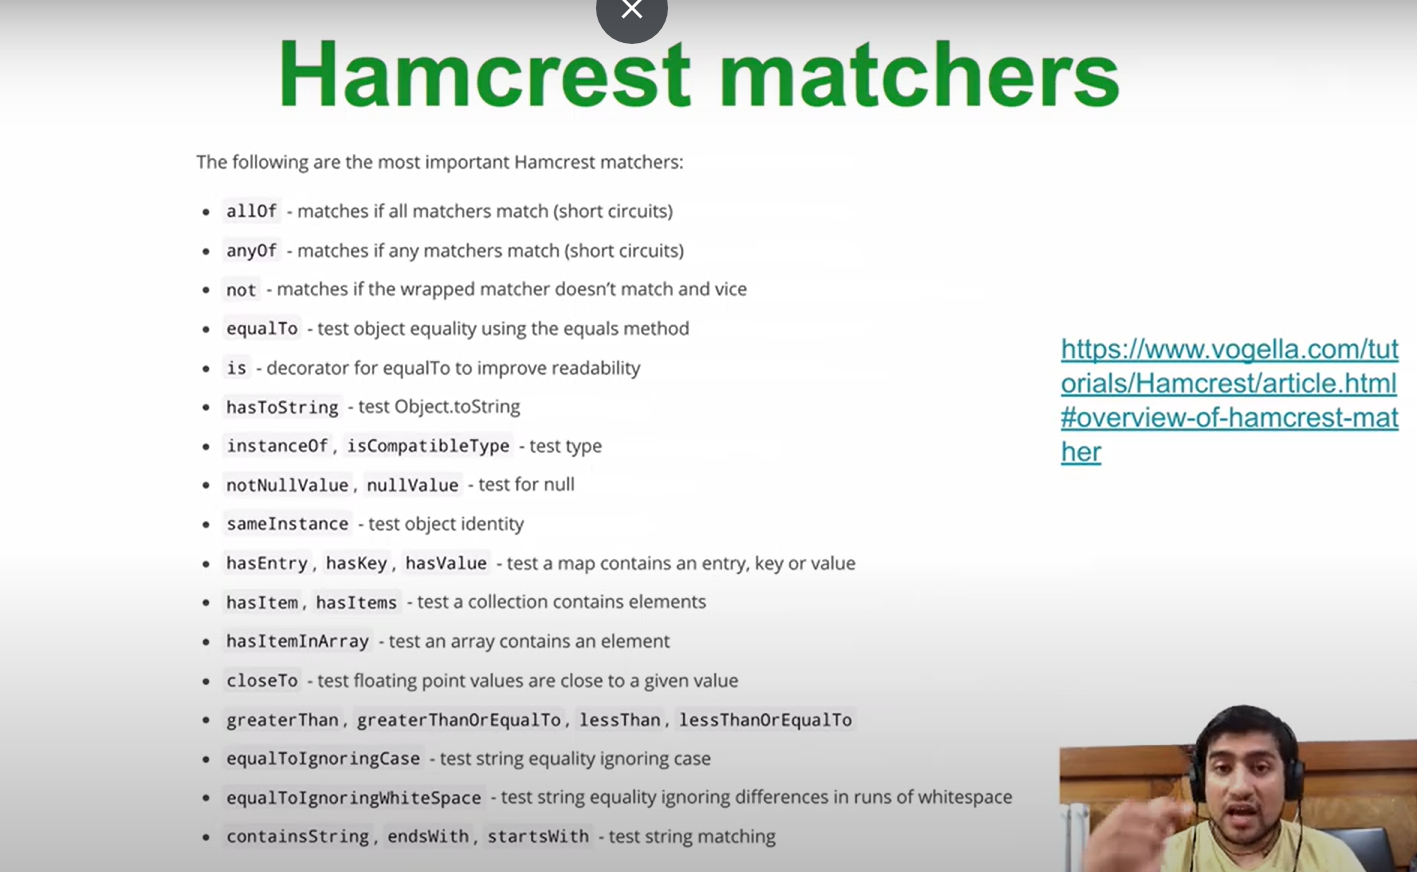 Hamcrest matchers
The following are the most important Hamcrest matchers:
• allOf - matches if all matchers match (short circuits)
• anyOf - matches if any matchers match (short circuits)
• not - matches if the wrapped matcher doesn't match and vice
• equalTo - test object equality using the equals method
• is - decorator for equalTo to improve readability
• hasToString - test Object.toString
• instanceOf, isCompatibleType - test type
• notNullValue, nullValue - test for null
• sameInstance - test object identity
• hasEntry, hasKey, hasValue - test a map contains an entry, key or value
• hasItem, hasItems - test a collection contains elements
• hasItemInArray - test an array contains an element
• closeTo - test floating point values are close to a given value
• greaterThan, greaterThanOrEqualTo, lessThan, lessThanOrEqualTo
• equalToIgnoringCase - test string equality ignoring case
• equalToIgnoringWhiteSpace - test string equality ignoring differences in runs of whitespace
• containsString, endsWith, startsWith - test string matching
https://www.vogella.com/tut
orials/Hamcrest/article.html
#overview-of-hamcrest-mat
her